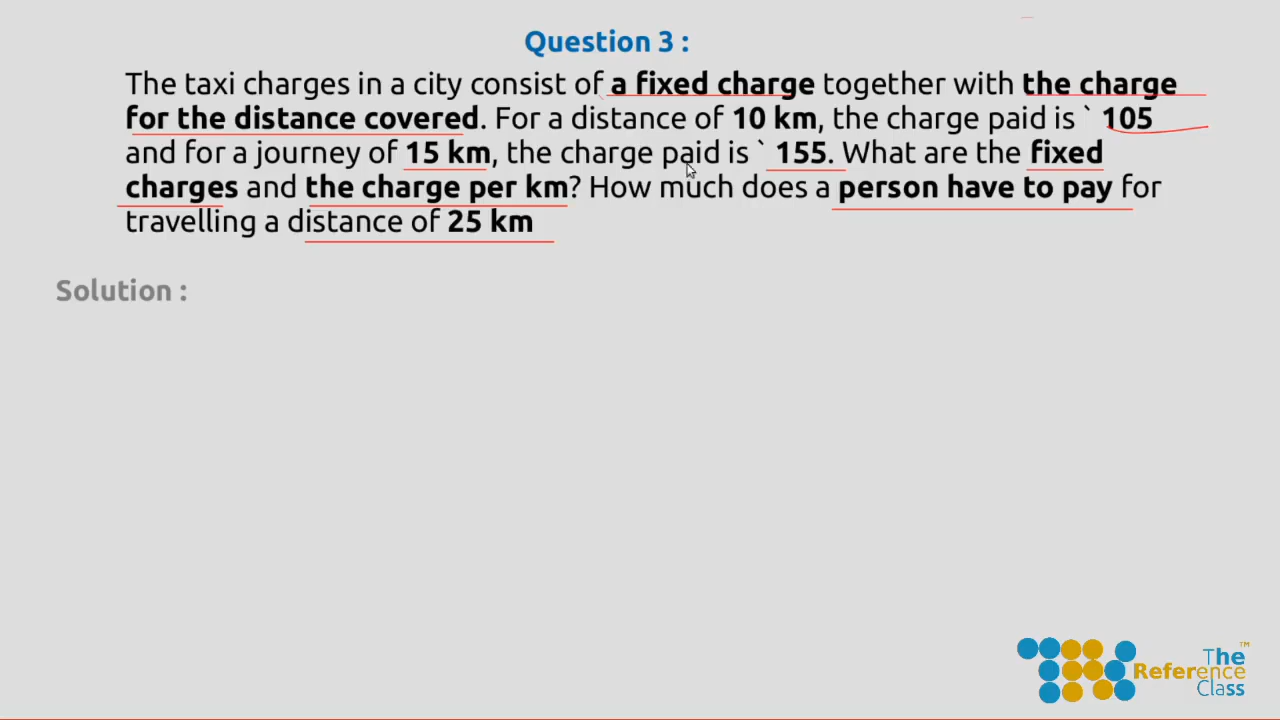 Question 3 :
The taxi charges in a city consist of a fixed charge together with the charge
for the distance covered. For a distance of 10 km, the charge paid is ` 105
and for a journey of 15 km, the charge paid is ` 155. What are the fixed
charges and the charge per km? How much does a person have to pay for
travelling a distance of 25 km
Solution :
The
Reference
Class
TM